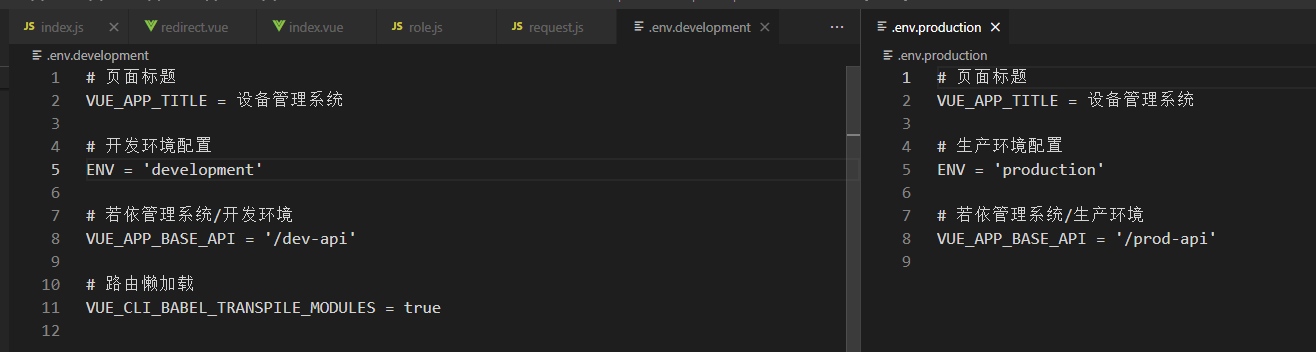 index.js
redirect.vue
index.vue
role.js
request.js
.env.development
.env.development
1 # 页面标题
2 VUE_APP_TITLE = 设备管理系统
3
4 # 开发环境配置
5 ENV = 'development'
6
7 # 若依管理系统/开发环境
8 VUE_APP_BASE_API = '/dev-api'
9
10 # 路由懒加载
11 VUE_CLI_BABEL_TRANSPILE_MODULES = true
12
.env.production
.env.production
1 # 页面标题
2 VUE_APP_TITLE = 设备管理系统
3
4 # 生产环境配置
5 ENV = 'production'
6
7 # 若依管理系统/生产环境
8 VUE_APP_BASE_API = '/prod-api'
9